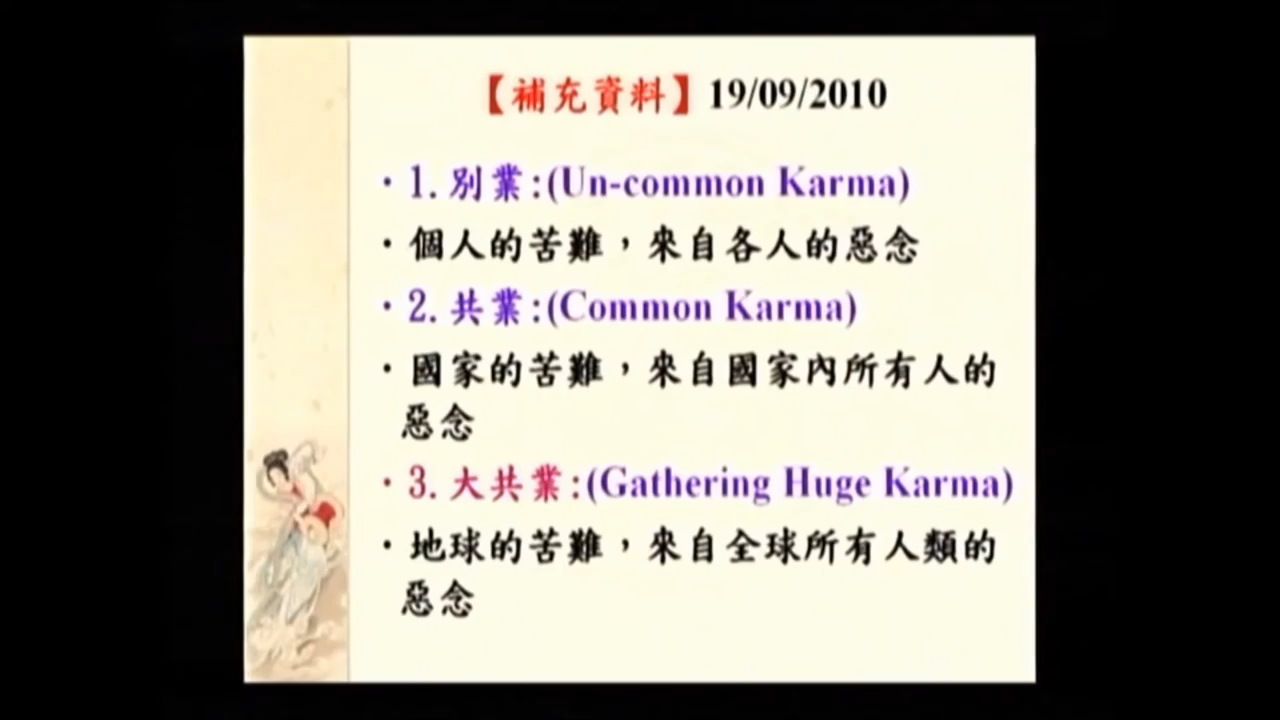 【補充資料】19/09/2010
・1.別業:(Un-common Karma)
・個人的苦難，來自各人的惡念
・2.共業:(Common Karma)
・國家的苦難，來自國家內所有人的
惡念
・3.大共業:(Gathering Huge Karma)
・地球的苦難，來自全球所有人類的
惡念